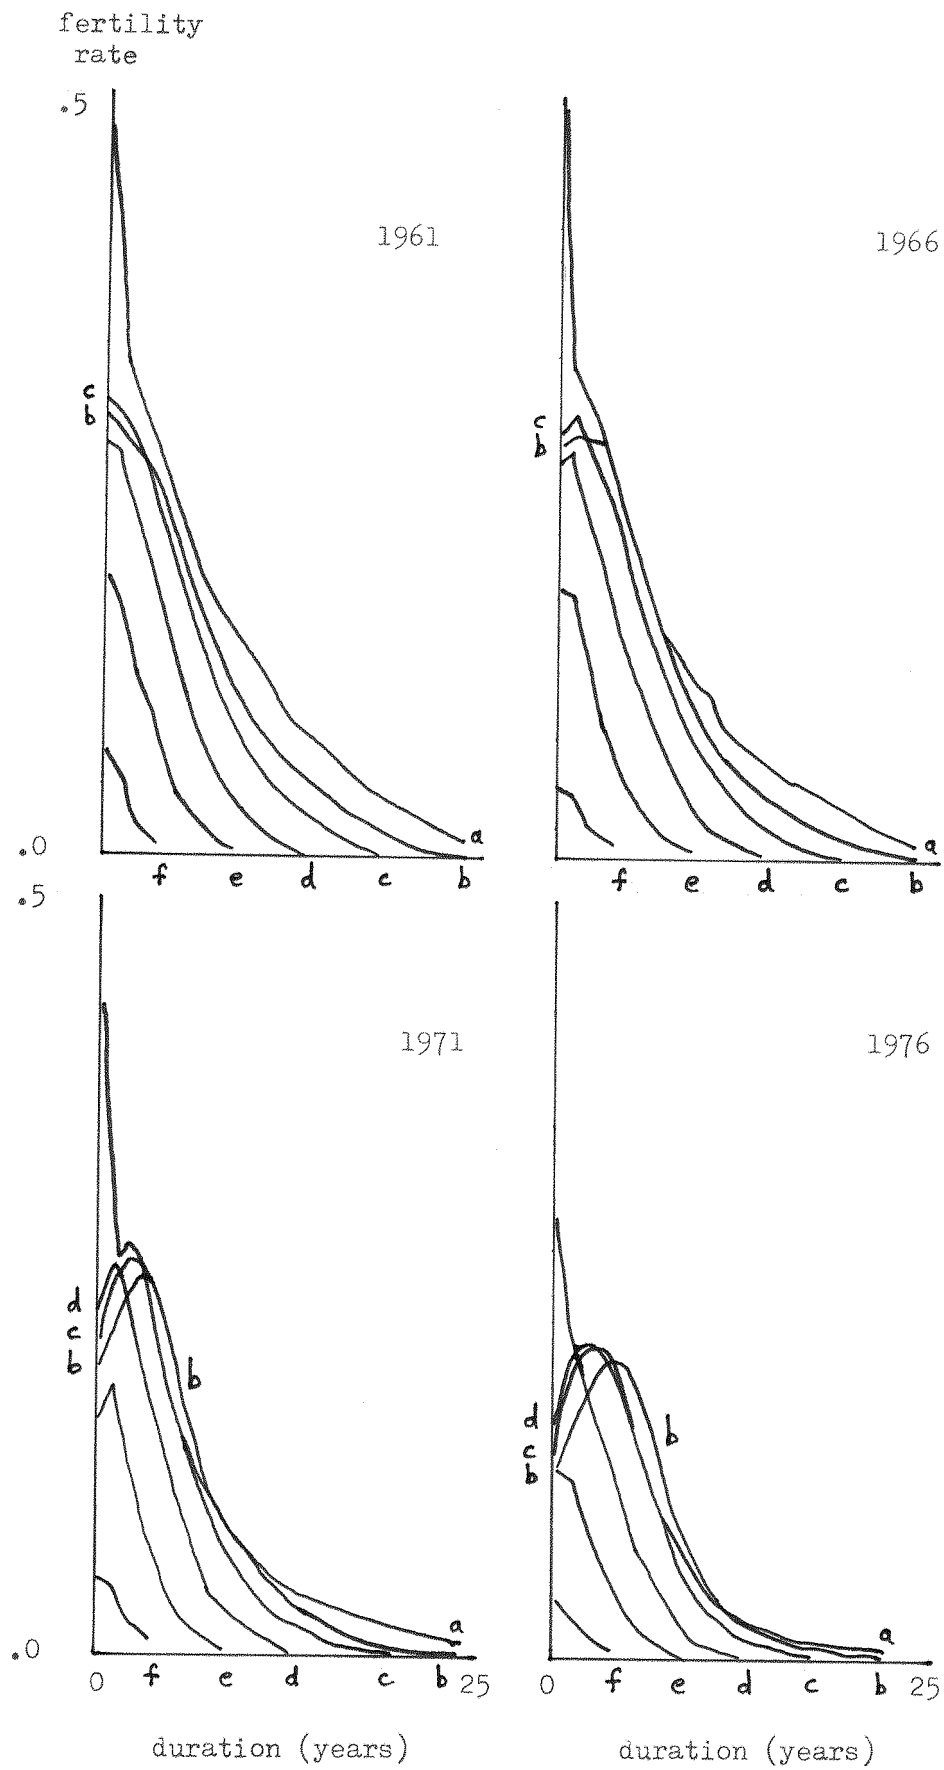 fertility
rate
.5
1961
1966
c
b
c
b
.0
a
a
f e d c b
f e d c b
.5
1971
1976
d
c
b
b
d
c
b
b
.0
a
a
0 f e d c b 25
0 f e d c b 25
duration (years)
duration (years)